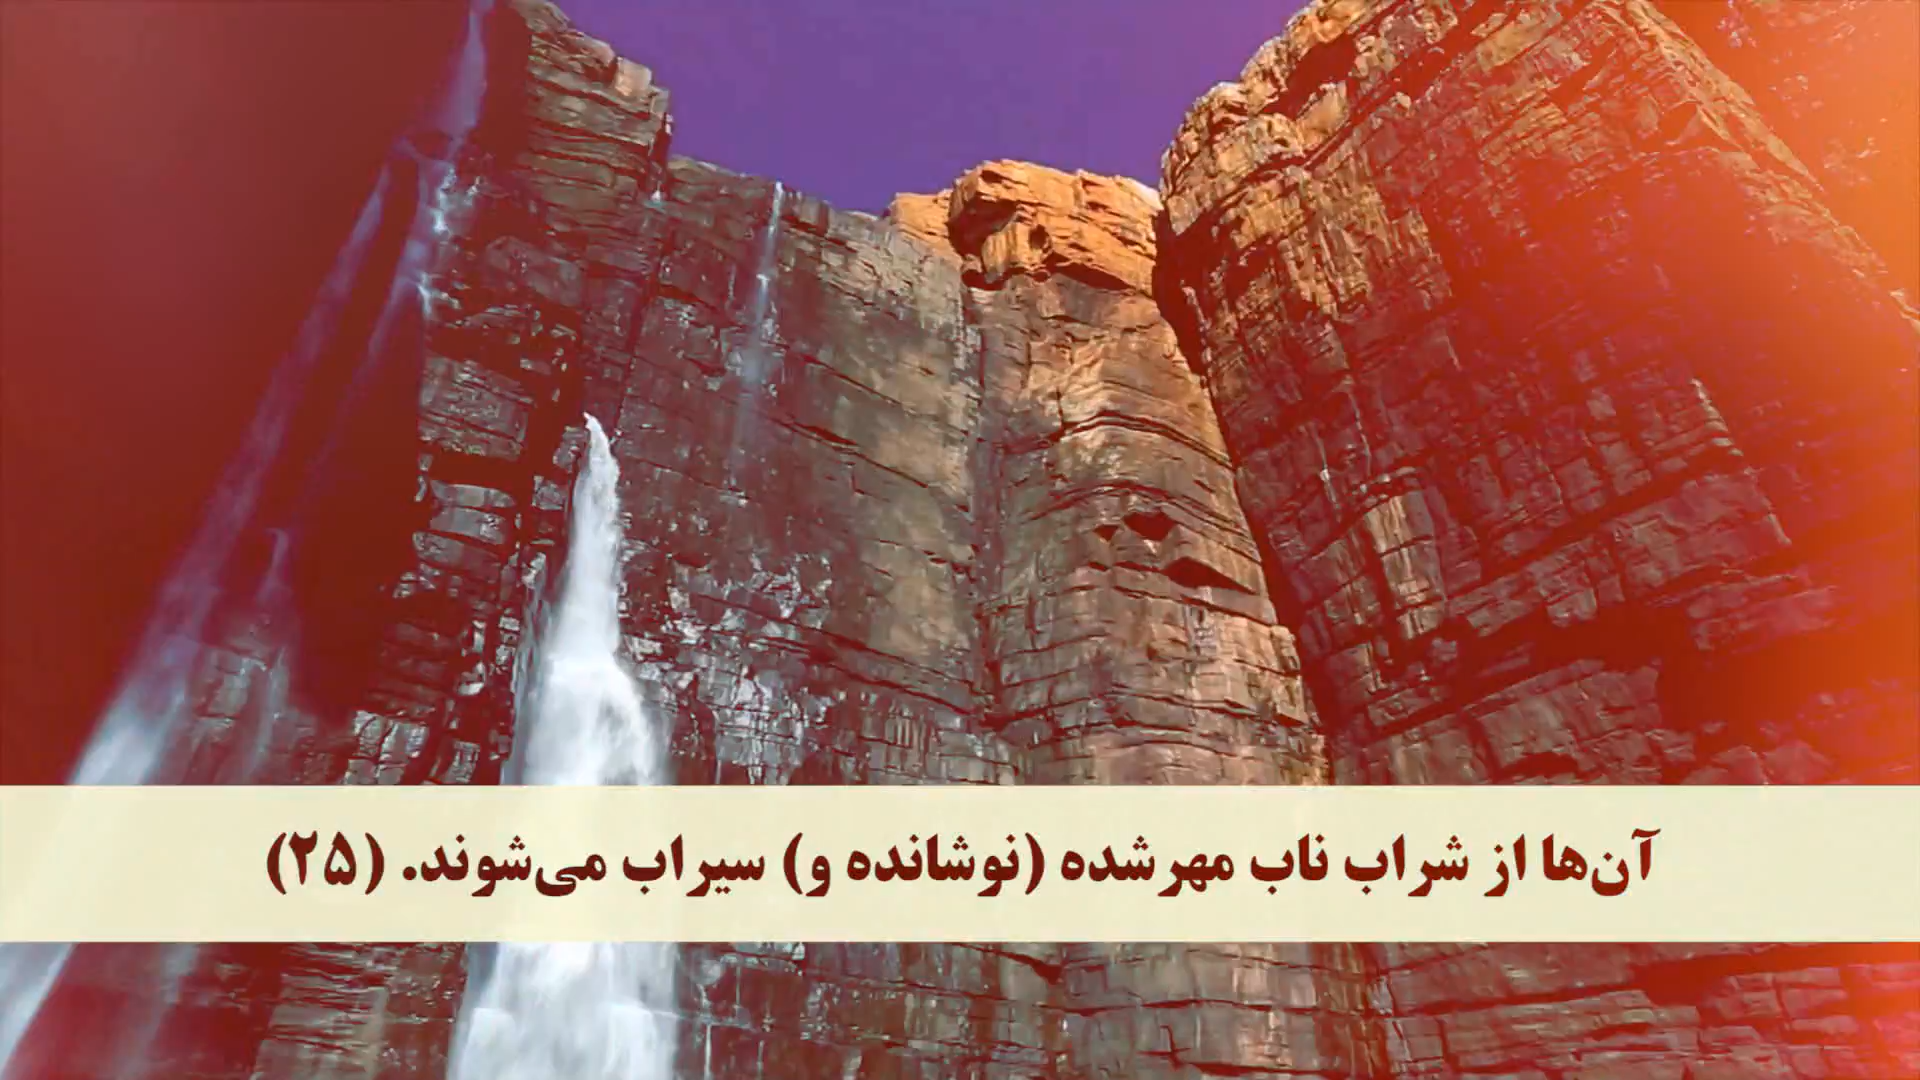 آن‌ها از شراب ناب مهرشده (نوشانده و) سیراب می‌شوند. (۲۵)